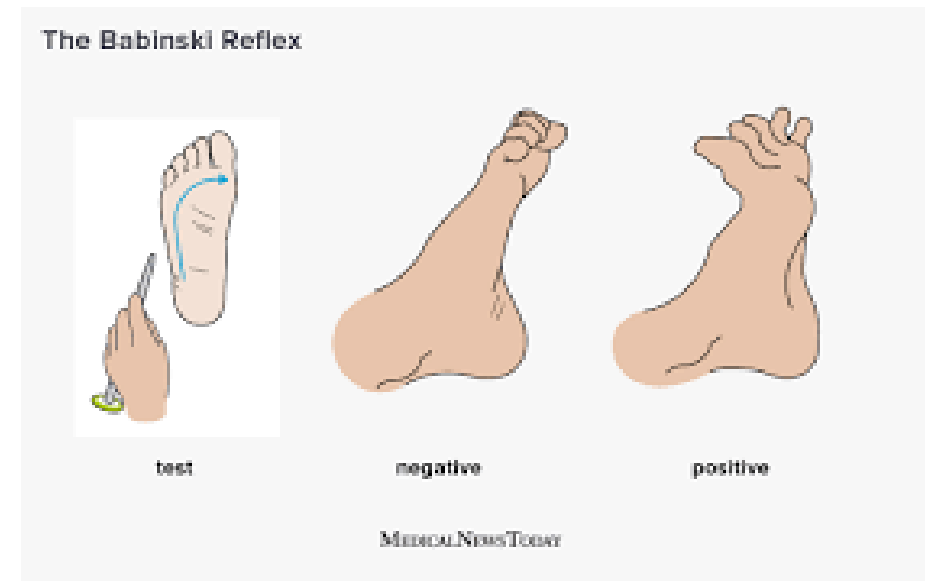 The Babinski Reflex
test
negative
positive
MEDICALNEWSTODAY